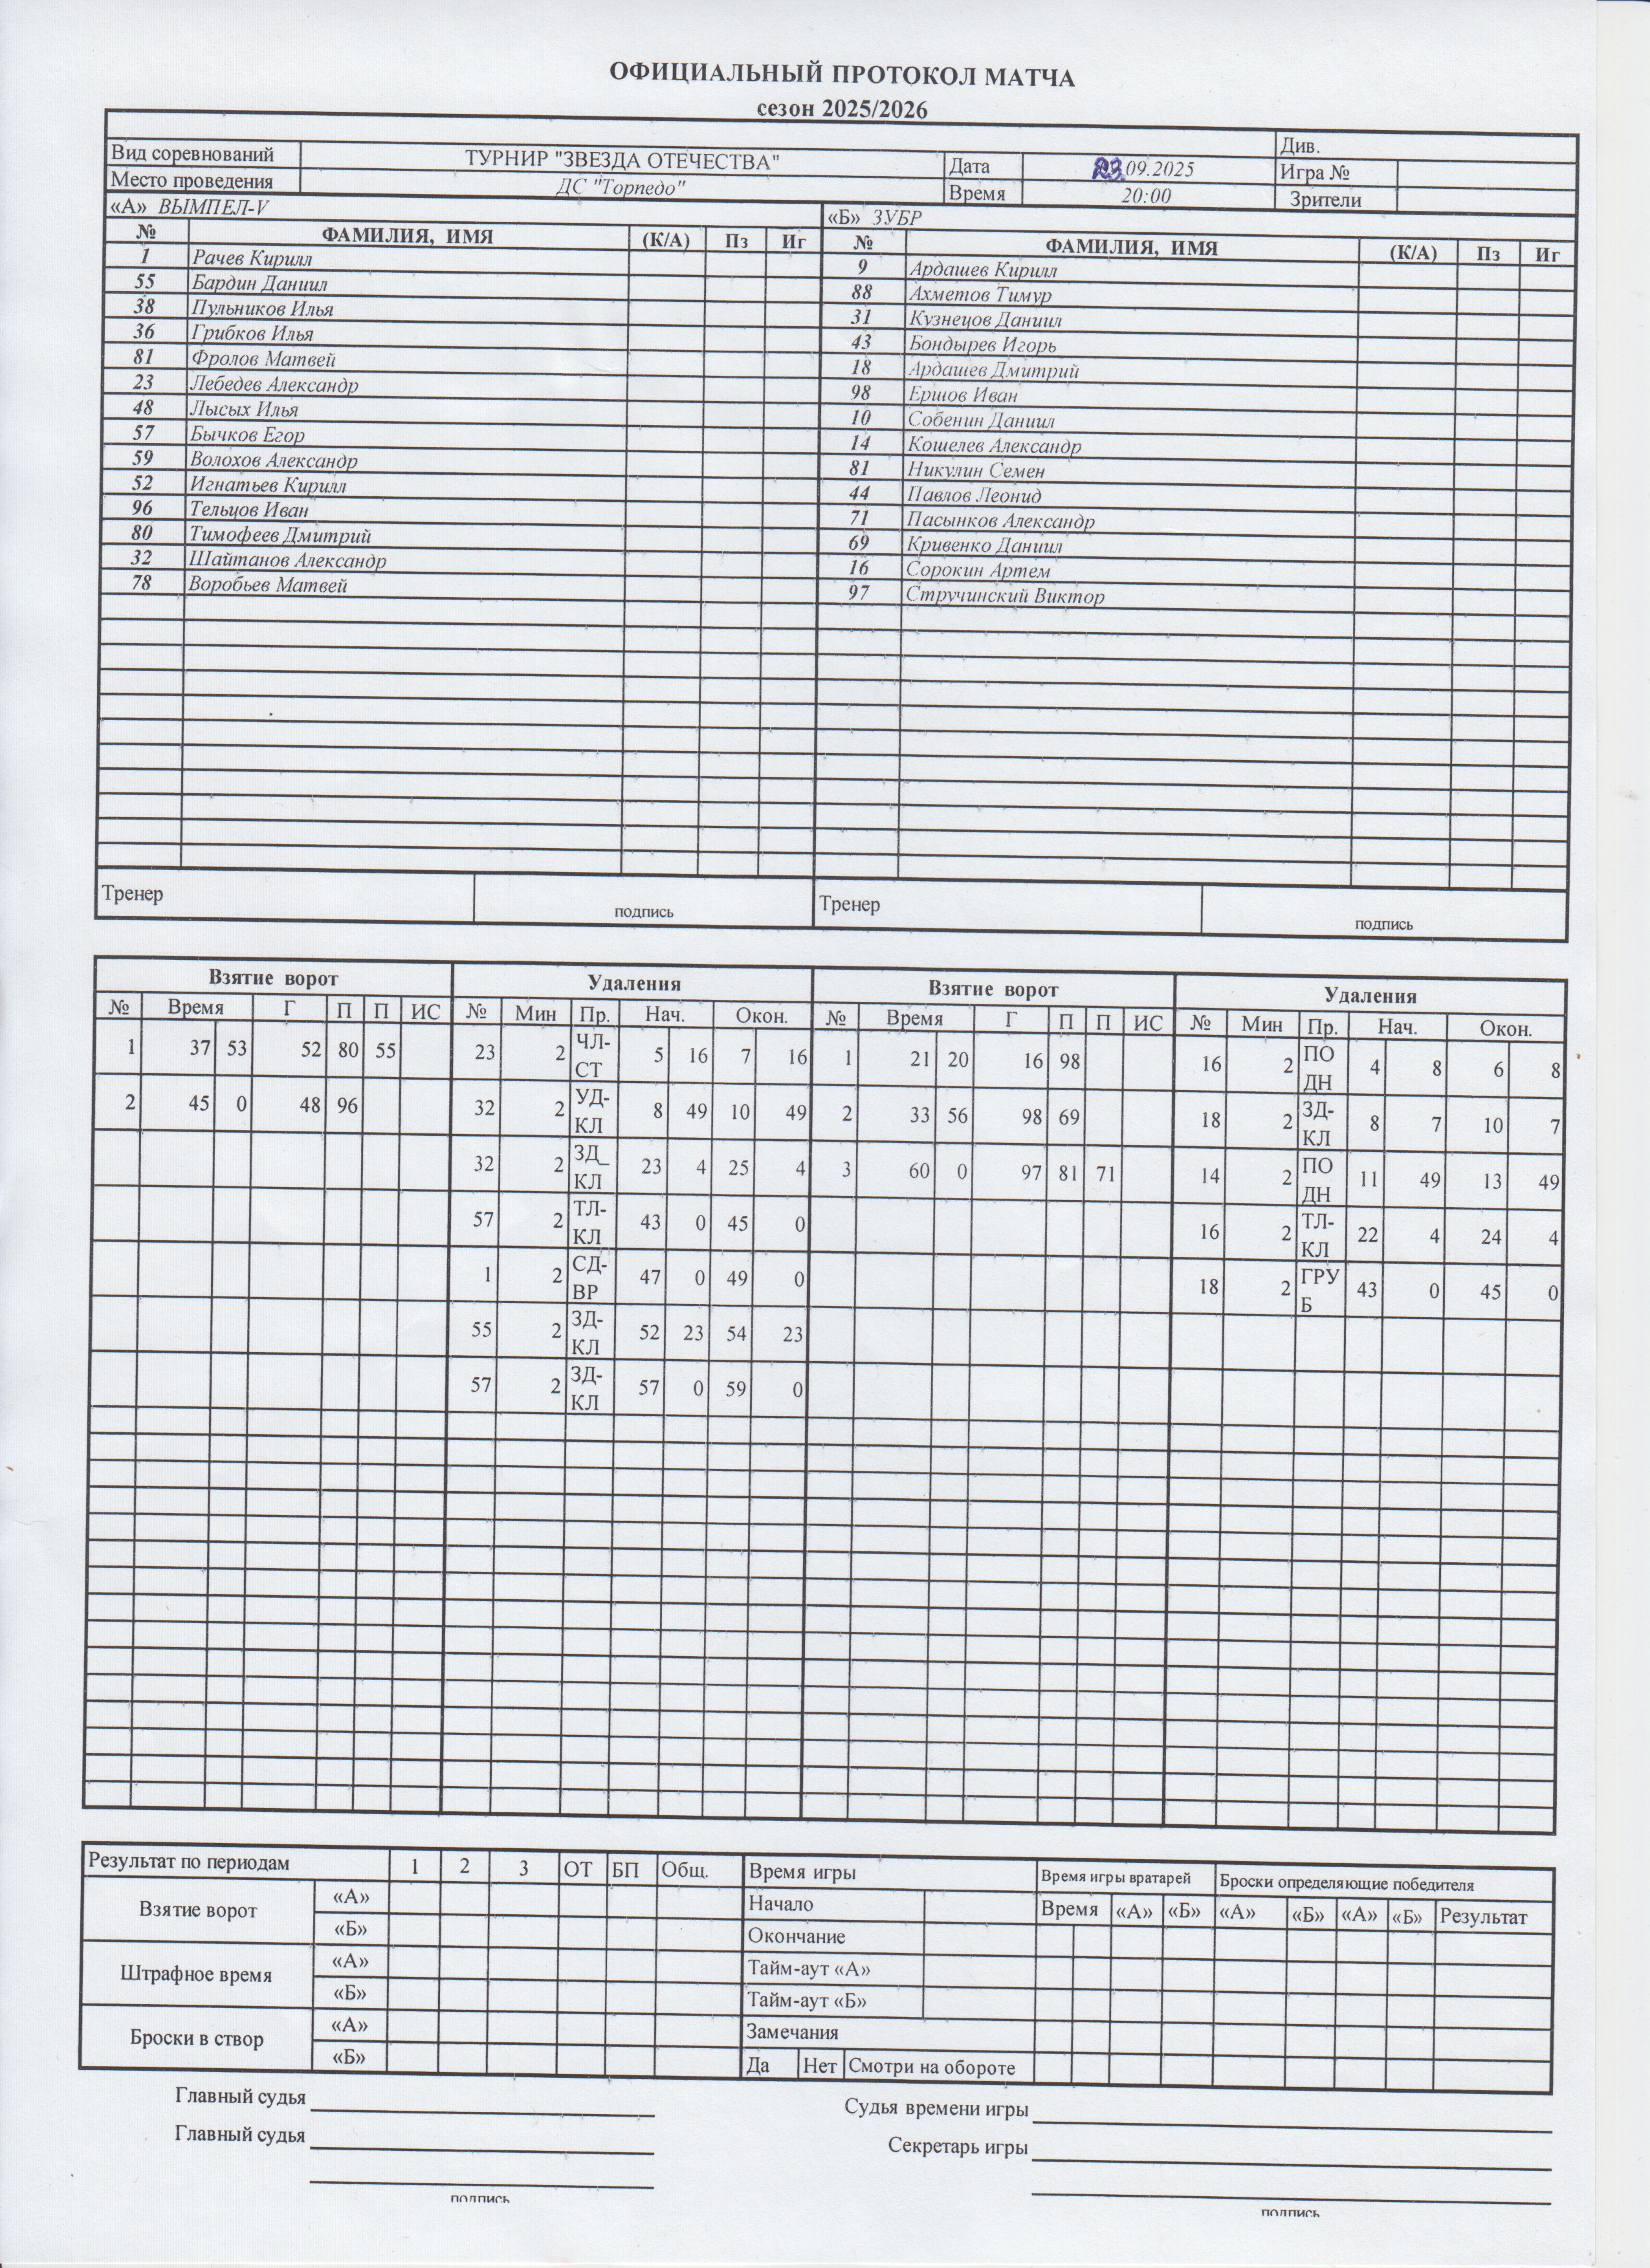 ОФИЦИАЛЬНЫЙ ПРОТОКОЛ МАТЧА
сезон 2025/2026
Див.
Вид соревнований ТУРНИР "ЗВЕЗДА ОТЕЧЕСТВА" Дата 23.09.2025 Игра №
Место проведения ДС "Торпедо" Время 20:00 Зрители
«А» ВЫМПЕЛ-V «Б» ЗУБР
№ ФАМИЛИЯ, ИМЯ (К/А) Пз Иг № ФАМИЛИЯ, ИМЯ (К/А) Пз Иг
1 Рачев Кирилл 9 Ардашев Кирилл
55 Бардин Даниил 88 Ахметов Тимур
38 Пульников Илья 31 Кузнецов Даниил
36 Грибков Илья 43 Бондырев Игорь
81 Фролов Матвей 18 Ардашев Дмитрий
23 Лебедев Александр 98 Ершов Иван
48 Лысых Илья 10 Собенин Даниил
57 Бычков Егор 14 Кошелев Александр
59 Волохов Александр 81 Никулин Семен
52 Игнатьев Кирилл 44 Павлов Леонид
96 Тельцов Иван 71 Пасынков Александр
80 Тимофеев Дмитрий 69 Кривенко Даниил
32 Шайтанов Александр 16 Сорокин Артем
78 Воробьев Матвей 97 Стручинский Виктор
Тренер подпись Тренер подпись
Взятие ворот Удаления Взятие ворот Удаления
№ Время Г П П ИС № Мин Пр. Нач. Окон. № Время Г П П ИС № Мин Пр. Нач. Окон.
1 37 53 52 80 55 23 2 ЧЛ-СТ 5 16 7 16 1 21 20 16 98 16 2 ПОДН 4 8 6 8
2 45 0 48 96 32 2 УД-КЛ 8 49 10 49 2 33 56 98 69 18 2 ЗД-КЛ 8 7 10 7
32 2 ЗД_КЛ 23 4 25 4 3 60 0 97 81 71 14 2 ПОДН 11 49 13 49
57 2 ТЛ-КЛ 43 0 45 0 16 2 ТЛ-КЛ 22 4 24 4
1 2 СД-ВР 47 0 49 0 18 2 ГРУБ 43 0 45 0
55 2 ЗД-КЛ 52 23 54 23
57 2 ЗД-КЛ 57 0 59 0
Результат по периодам 1 2 3 ОТ БП Общ. Время игры Время игры вратарей Броски определяющие победителя
Взятие ворот «А» Начало Время «А» «Б» «А» «Б» «А» «Б» Результат
«Б» Окончание
Штрафное время «А» Тайм-аут «А»
«Б» Тайм-аут «Б»
Броски в створ «А» Замечания
«Б» Да Нет Смотри на обороте
Главный судья Судья времени игры
Главный судья Секретарь игры
подпись подпись